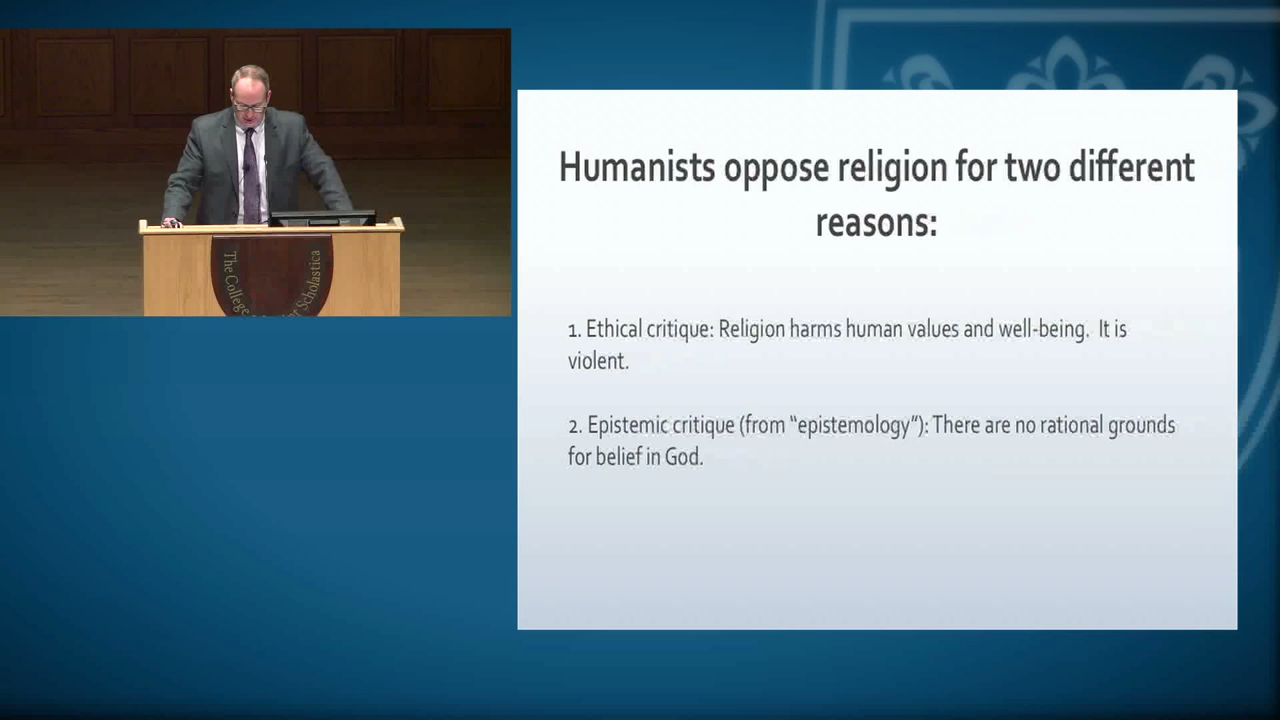 Humanists oppose religion for two different
reasons:
1. Ethical critique: Religion harms human values and well-being.  It is
violent.
2. Epistemic critique (from “epistemology”): There are no rational grounds
for belief in God.
The College
Scholastica